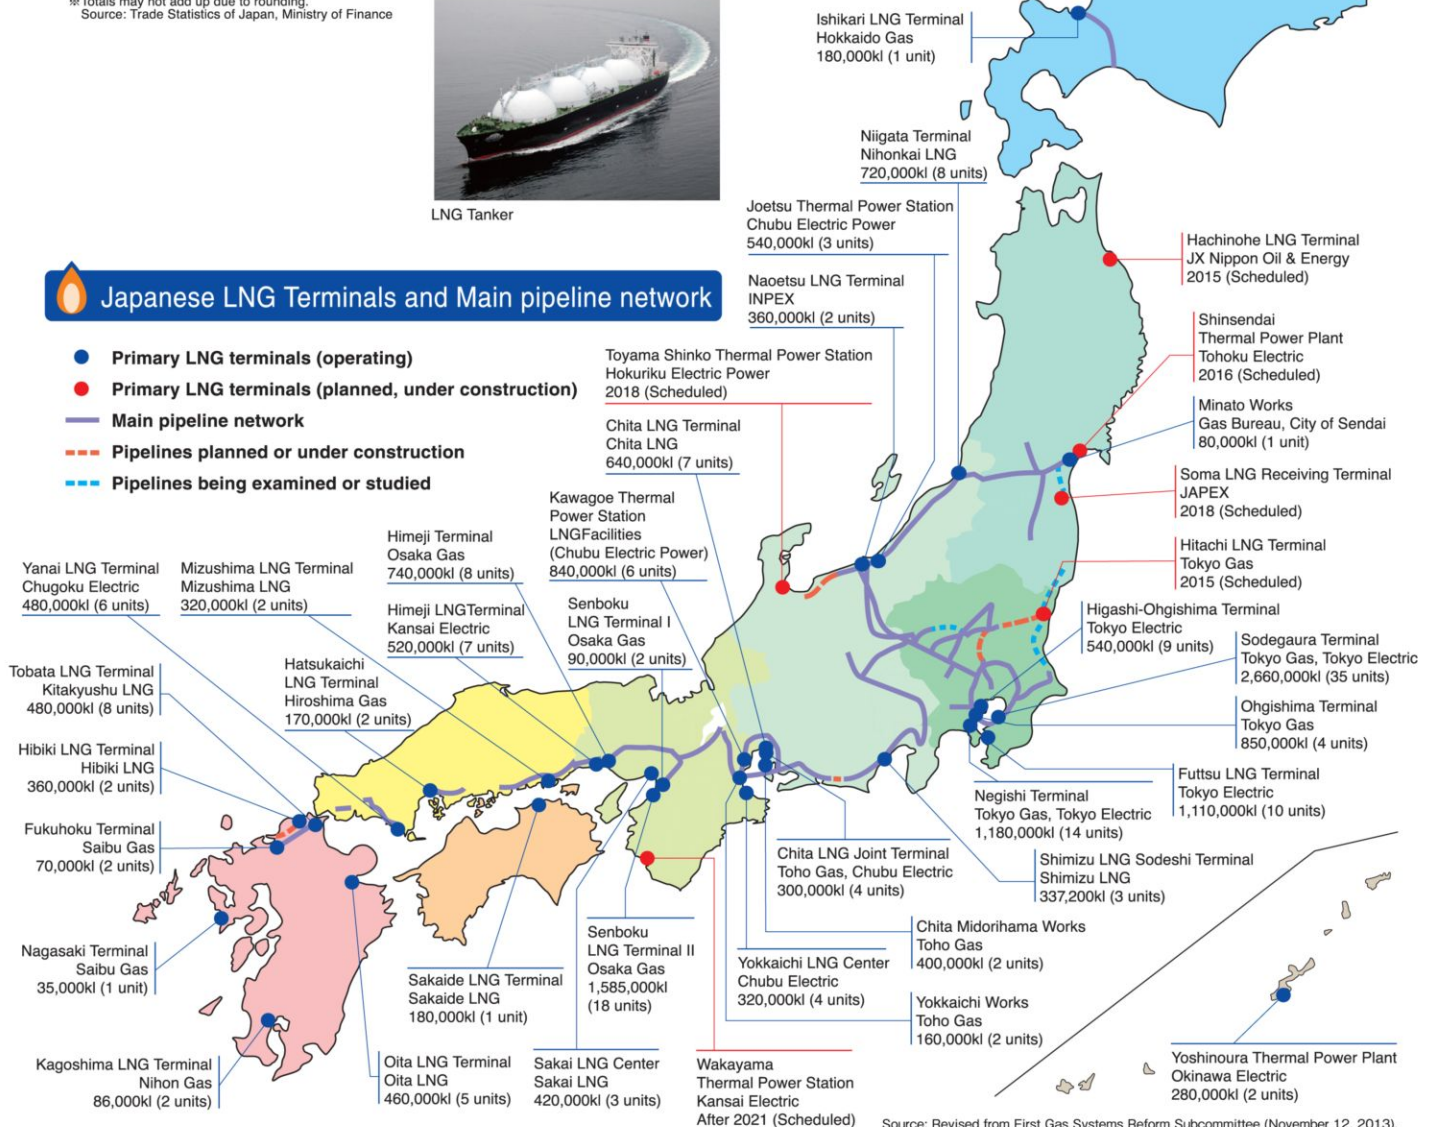 ※Totals may not add up due to rounding.
Source: Trade Statistics of Japan, Ministry of Finance
LNG Tanker
Japanese LNG Terminals and Main pipeline network
Primary LNG terminals (operating)
Primary LNG terminals (planned, under construction)
Main pipeline network
Pipelines planned or under construction
Pipelines being examined or studied
Ishikari LNG Terminal
Hokkaido Gas
180,000kl (1 unit)
Niigata Terminal
Nihonkai LNG
720,000kl (8 units)
Joetsu Thermal Power Station
Chubu Electric Power
540,000kl (3 units)
Naoetsu LNG Terminal
INPEX
360,000kl (2 units)
Toyama Shinko Thermal Power Station
Hokuriku Electric Power
2018 (Scheduled)
Chita LNG Terminal
Chita LNG
640,000kl (7 units)
Kawagoe Thermal
Power Station
LNGFacilities
(Chubu Electric Power)
840,000kl (6 units)
Himeji Terminal
Osaka Gas
740,000kl (8 units)
Himeji LNGTerminal
Kansai Electric
520,000kl (7 units)
Senboku
LNG Terminal I
Osaka Gas
90,000kl (2 units)
Yanai LNG Terminal
Chugoku Electric
480,000kl (6 units)
Mizushima LNG Terminal
Mizushima LNG
320,000kl (2 units)
Hatsukaichi
LNG Terminal
Hiroshima Gas
170,000kl (2 units)
Tobata LNG Terminal
Kitakyushu LNG
480,000kl (8 units)
Hibiki LNG Terminal
Hibiki LNG
360,000kl (2 units)
Fukuhoku Terminal
Saibu Gas
70,000kl (2 units)
Nagasaki Terminal
Saibu Gas
35,000kl (1 unit)
Kagoshima LNG Terminal
Nihon Gas
86,000kl (2 units)
Oita LNG Terminal
Oita LNG
460,000kl (5 units)
Sakaide LNG Terminal
Sakaide LNG
180,000kl (1 unit)
Sakai LNG Center
Sakai LNG
420,000kl (3 units)
Senboku
LNG Terminal II
Osaka Gas
1,585,000kl
(18 units)
Wakayama
Thermal Power Station
Kansai Electric
After 2021 (Scheduled)
Yokkaichi LNG Center
Chubu Electric
320,000kl (4 units)
Chita LNG Joint Terminal
Toho Gas, Chubu Electric
300,000kl (4 units)
Chita Midorihama Works
Toho Gas
400,000kl (2 units)
Yokkaichi Works
Toho Gas
160,000kl (2 units)
Hachinohe LNG Terminal
JX Nippon Oil & Energy
2015 (Scheduled)
Shinsendai
Thermal Power Plant
Tohoku Electric
2016 (Scheduled)
Minato Works
Gas Bureau, City of Sendai
80,000kl (1 unit)
Soma LNG Receiving Terminal
JAPEX
2018 (Scheduled)
Hitachi LNG Terminal
Tokyo Gas
2015 (Scheduled)
Higashi-Ohgishima Terminal
Tokyo Electric
540,000kl (9 units)
Sodegaura Terminal
Tokyo Gas, Tokyo Electric
2,660,000kl (35 units)
Ohgishima Terminal
Tokyo Gas
850,000kl (4 units)
Futtsu LNG Terminal
Tokyo Electric
1,110,000kl (10 units)
Negishi Terminal
Tokyo Gas, Tokyo Electric
1,180,000kl (14 units)
Shimizu LNG Sodeshi Terminal
Shimizu LNG
337,200kl (3 units)
Yoshinoura Thermal Power Plant
Okinawa Electric
280,000kl (2 units)
Source: Revised from First Gas Systems Reform Subcommittee (November 12, 2013)